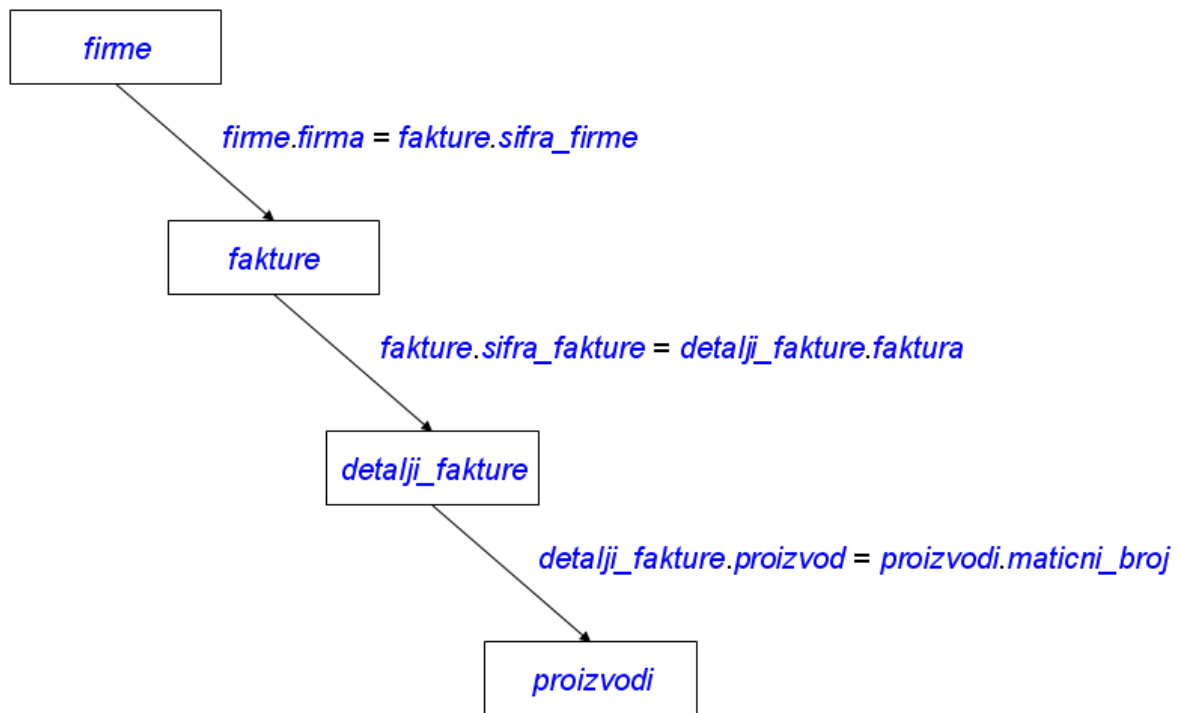 firme
firme.firma = fakture.sifra_firme
fakture
fakture.sifra_fakture = detalji_fakture.faktura
detalji_fakture
detalji_fakture.proizvod = proizvodi.maticni_broj
proizvodi